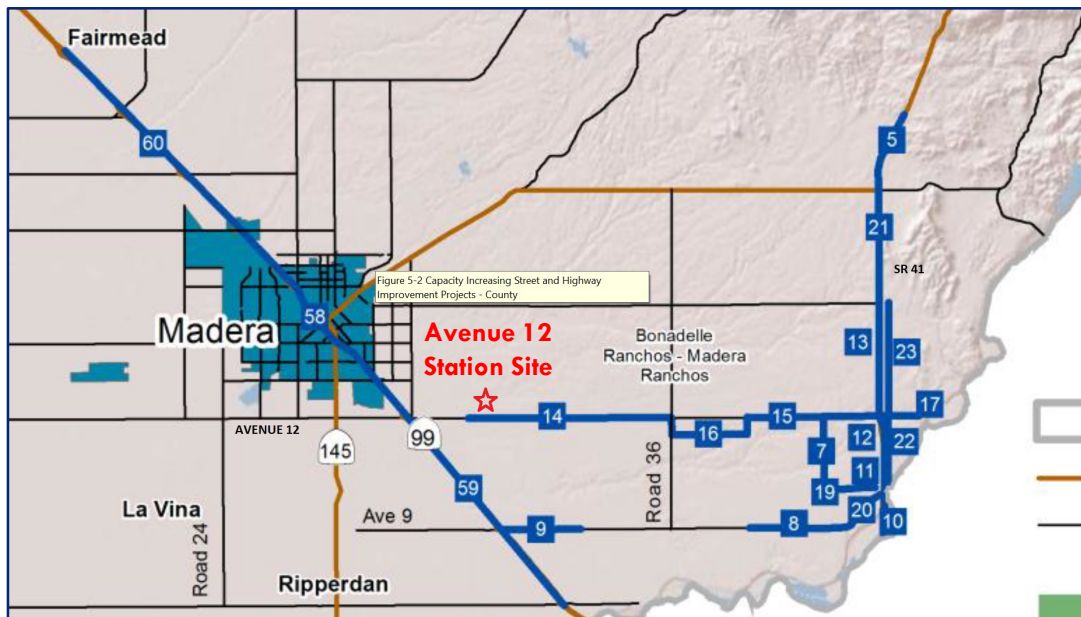 Fairmead
60
5
21
SR 41
Figure 5-2 Capacity Increasing Street and Highway
Improvement Projects - County
58
Madera
Avenue 12
Station Site
Bonadelle
Ranchos - Madera
Ranchos
13
23
17
14
15
16
AVENUE 12
99
145
12
22
7
11
59
19
La Vina
Road 24
Ave 9
9
Road 36
8
20
10
Ripperdan